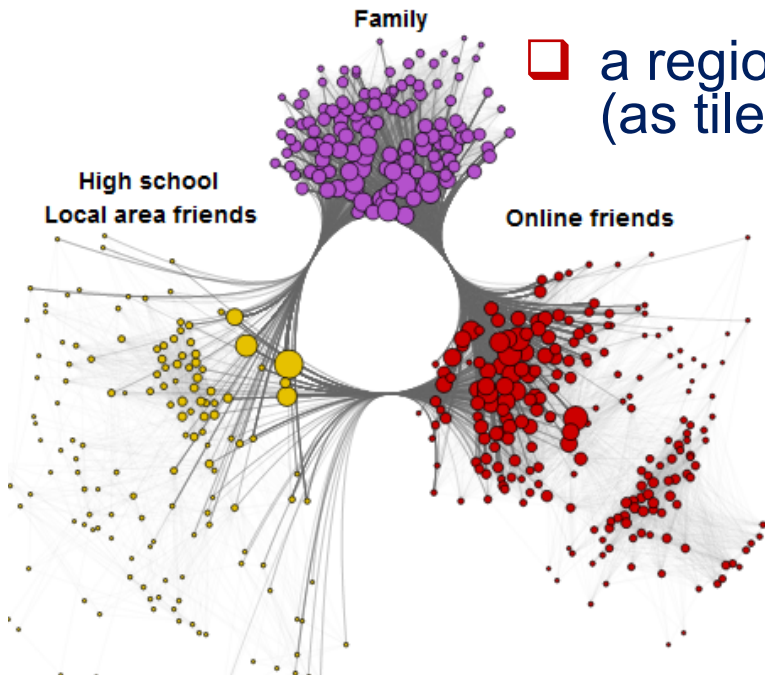 Family
a regio
(as tile
High school
Local area friends
Online friends